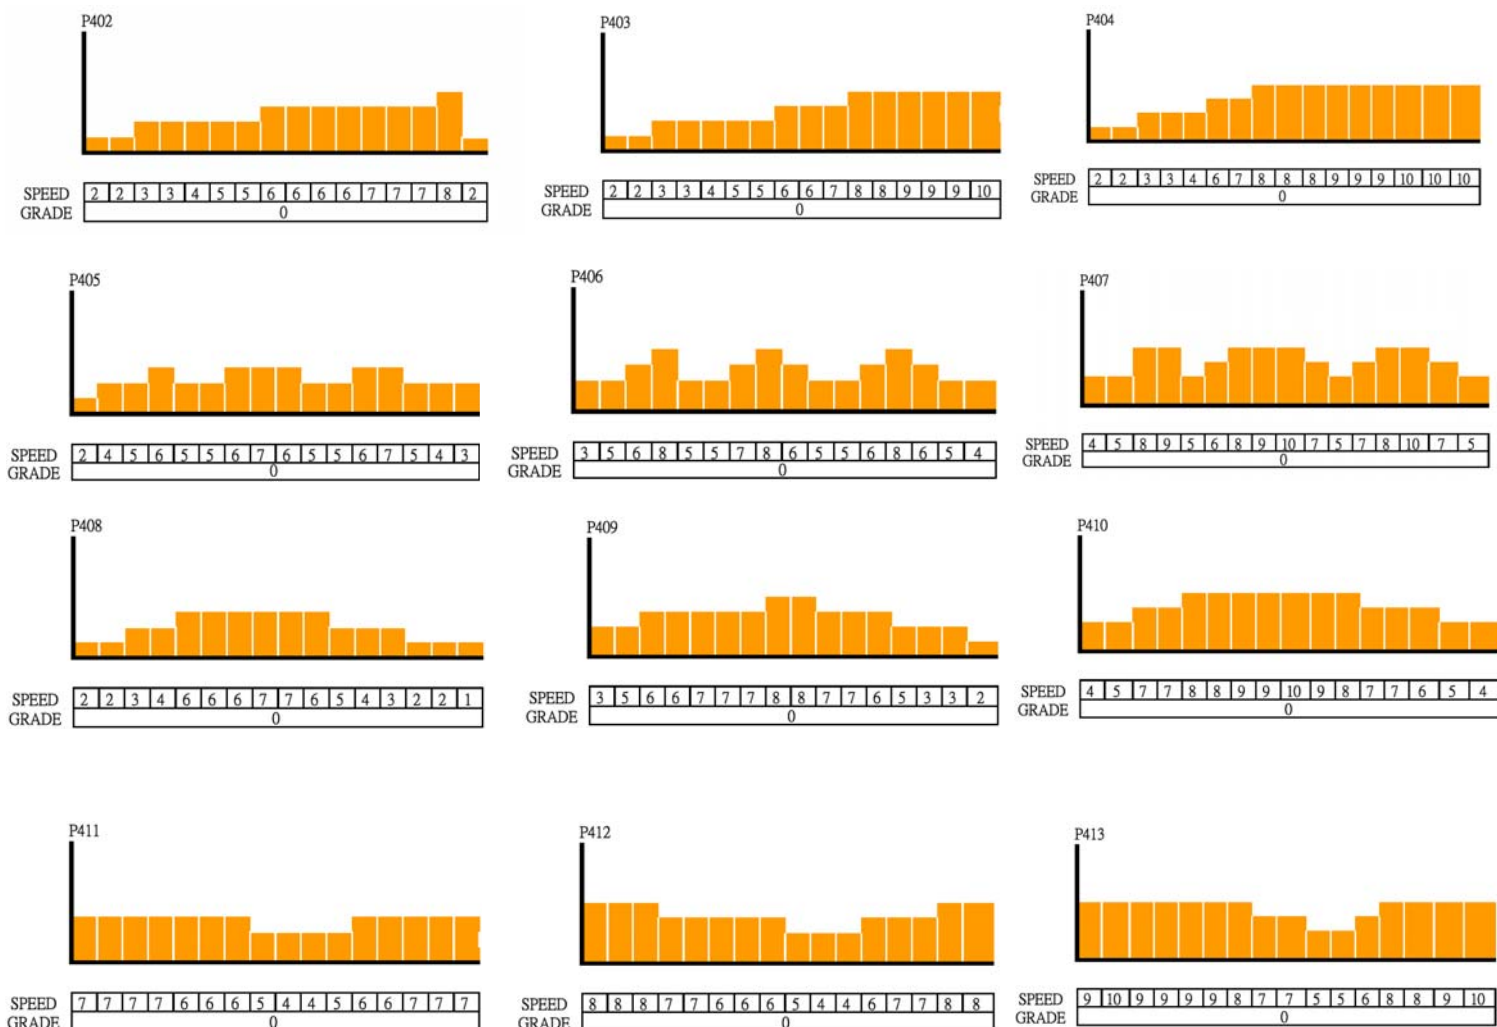 P402
SPEED 2 2 3 3 4 5 5 6 6 6 6 7 7 7 8 2
GRADE 0
P403
SPEED 2 2 3 3 4 5 5 6 6 7 8 8 9 9 9 10
GRADE 0
P404
SPEED 2 2 3 3 4 6 7 8 8 8 9 9 9 10 10 10
GRADE 0
P405
SPEED 2 4 5 6 5 5 6 7 6 5 5 6 7 5 4 3
GRADE 0
P406
SPEED 3 5 6 8 5 5 7 8 6 5 5 6 8 6 5 4
GRADE 0
P407
SPEED 4 5 8 9 5 6 8 9 10 7 5 7 8 10 7 5
GRADE 0
P408
SPEED 2 2 3 4 6 6 6 7 7 6 5 4 3 2 2 1
GRADE 0
P409
SPEED 3 5 6 6 7 7 7 8 8 7 7 6 5 3 3 2
GRADE 0
P410
SPEED 4 5 7 7 8 8 9 9 10 9 8 7 7 6 5 4
GRADE 0
P411
SPEED 7 7 7 7 6 6 6 5 4 4 5 6 6 7 7 7
GRADE 0
P412
SPEED 8 8 8 7 7 6 6 6 5 4 4 6 7 7 8 8
GRADE 0
P413
SPEED 9 10 9 9 9 9 8 7 7 5 5 6 8 8 9 10
GRADE 0